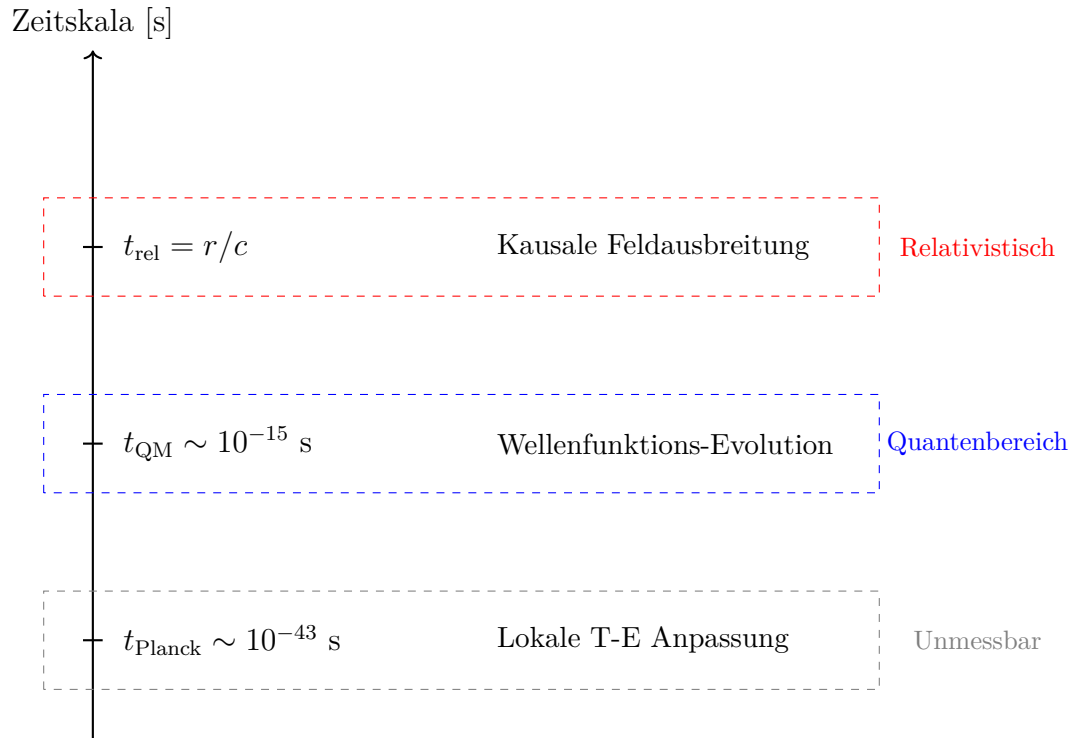 Zeitskala [s]
t_rel = r/c Kausale Feldausbreitung Relativistisch
t_QM ∼ 10⁻¹⁵ s Wellenfunktions-Evolution Quantenbereich
t_Planck ∼ 10⁻⁴³ s Lokale T-E Anpassung Unmessbar